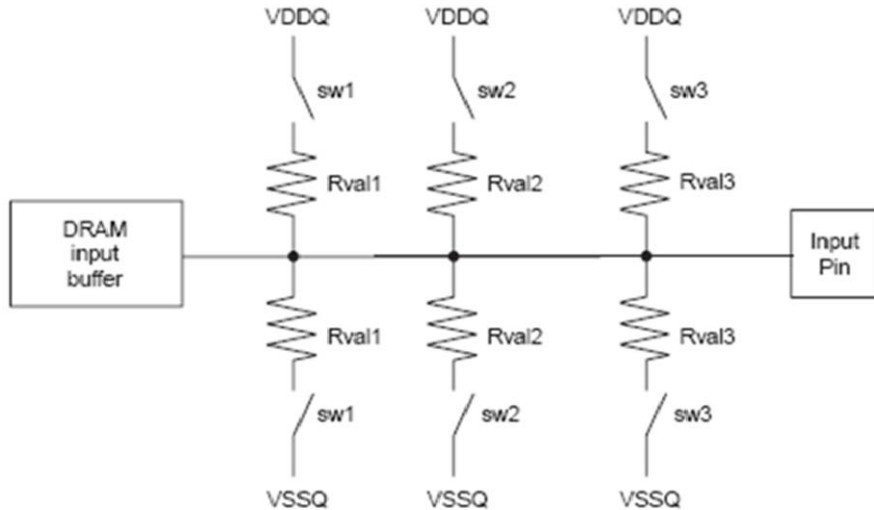 VDDQ VDDQ VDDQ
sw1 sw2 sw3
Rval1 Rval2 Rval3
DRAM
input
buffer
Input
Pin
Rval1 Rval2 Rval3
sw1 sw2 sw3
VSSQ VSSQ VSSQ